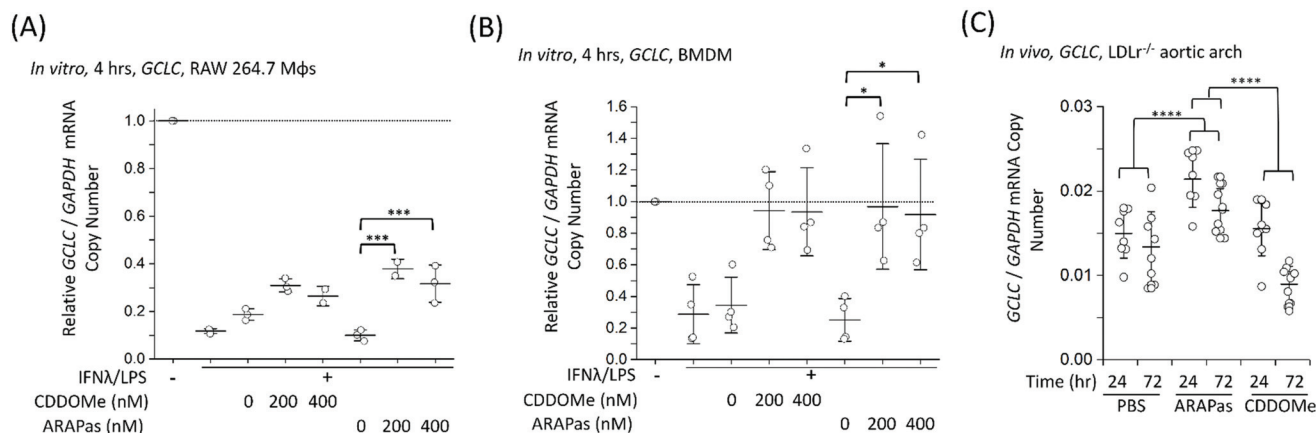 (A)
In vitro, 4 hrs, GCLC, RAW 264.7 Mϕs
Relative GCLC / GAPDH mRNA
Copy Number
1.0
0.8
0.6
0.4
0.2
0.0
***
***
IFNλ/LPS - +
CDDOMe (nM) 0 200 400
ARAPas (nM) 0 200 400
(B)
In vitro, 4 hrs, GCLC, BMDM
Relative GCLC / GAPDH mRNA
Copy Number
1.6
1.4
1.2
1.0
0.8
0.6
0.4
0.2
0.0
*
*
IFNλ/LPS - +
CDDOMe (nM) 0 200 400
ARAPas (nM) 0 200 400
(C)
In vivo, GCLC, LDLr-/- aortic arch
GCLC / GAPDH mRNA Copy
Number
0.03
0.02
0.01
0.00
****
****
Time (hr) 24 72 24 72 24 72
PBS ARAPas CDDOMe